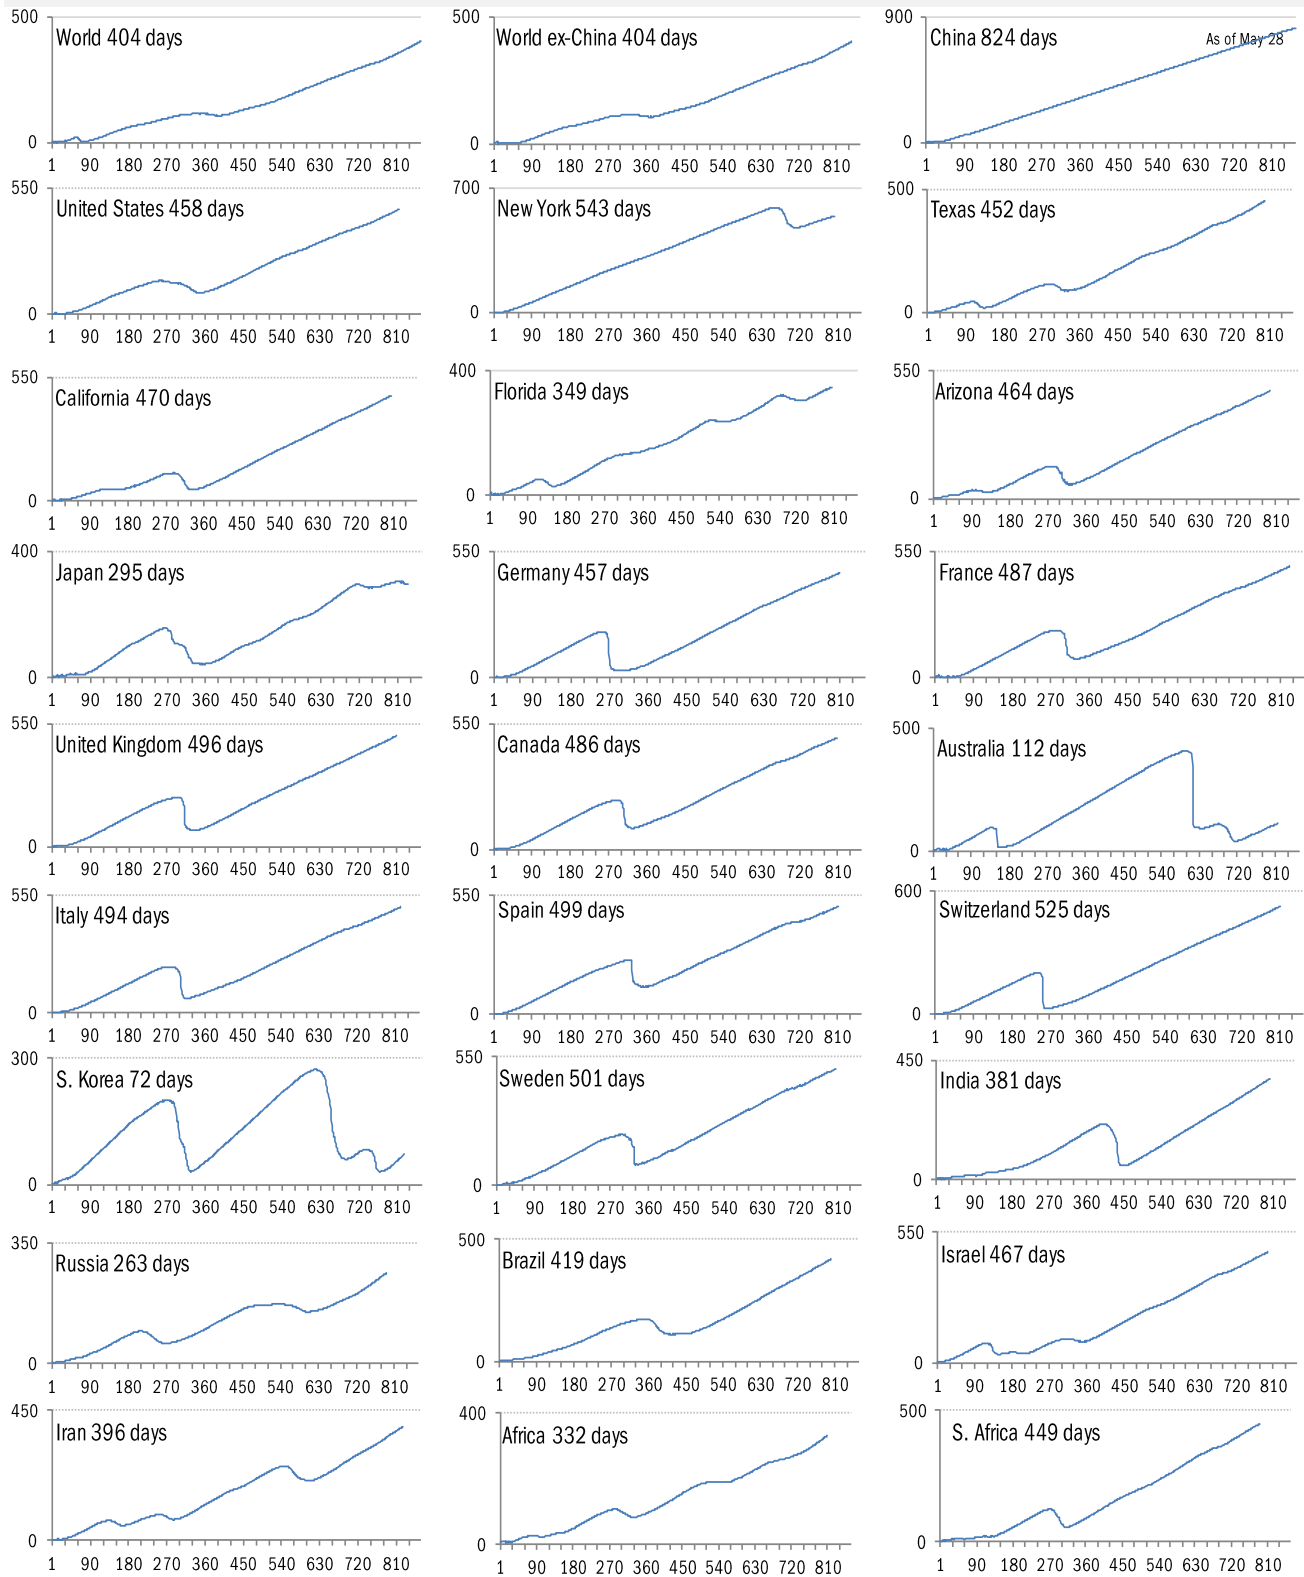 500
World 404 days
0
1 90 180 270 360 450 540 630 720 810
500
World ex-China 404 days
0
1 90 180 270 360 450 540 630 720 810
900
China 824 days
As of May 28
0
1 90 180 270 360 450 540 630 720 810
550
United States 458 days
0
1 90 180 270 360 450 540 630 720 810
700
New York 543 days
0
1 90 180 270 360 450 540 630 720 810
500
Texas 452 days
0
1 90 180 270 360 450 540 630 720 810
550
California 470 days
0
1 90 180 270 360 450 540 630 720 810
400
Florida 349 days
0
1 90 180 270 360 450 540 630 720 810
550
Arizona 464 days
0
1 90 180 270 360 450 540 630 720 810
400
Japan 295 days
0
1 90 180 270 360 450 540 630 720 810
550
Germany 457 days
0
1 90 180 270 360 450 540 630 720 810
550
France 487 days
0
1 90 180 270 360 450 540 630 720 810
550
United Kingdom 496 days
0
1 90 180 270 360 450 540 630 720 810
550
Canada 486 days
0
1 90 180 270 360 450 540 630 720 810
500
Australia 112 days
0
1 90 180 270 360 450 540 630 720 810
550
Italy 494 days
0
1 90 180 270 360 450 540 630 720 810
550
Spain 499 days
0
1 90 180 270 360 450 540 630 720 810
600
Switzerland 525 days
0
1 90 180 270 360 450 540 630 720 810
300
S. Korea 72 days
0
1 90 180 270 360 450 540 630 720 810
550
Sweden 501 days
0
1 90 180 270 360 450 540 630 720 810
450
India 381 days
0
1 90 180 270 360 450 540 630 720 810
350
Russia 263 days
0
1 90 180 270 360 450 540 630 720 810
500
Brazil 419 days
0
1 90 180 270 360 450 540 630 720 810
550
Israel 467 days
0
1 90 180 270 360 450 540 630 720 810
450
Iran 396 days
0
1 90 180 270 360 450 540 630 720 810
400
Africa 332 days
0
1 90 180 270 360 450 540 630 720 810
500
S. Africa 449 days
0
1 90 180 270 360 450 540 630 720 810